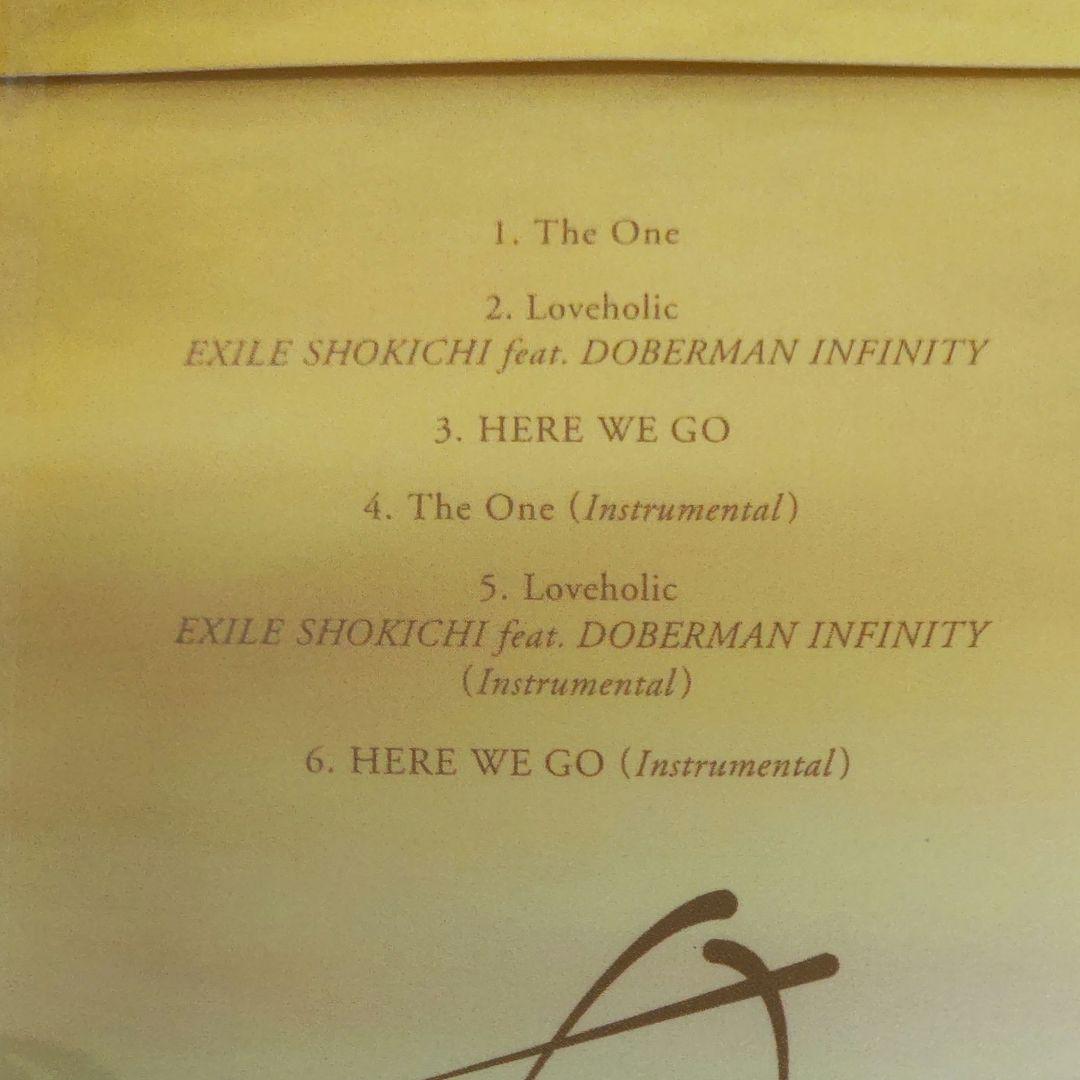 1. The One
2. Loveholic
EXILE SHOKICHI feat. DOBERMAN INFINITY
3. HERE WE GO
4. The One (Instrumental)
5. Loveholic
EXILE SHOKICHI feat. DOBERMAN INFINITY
(Instrumental)
6. HERE WE GO (Instrumental)